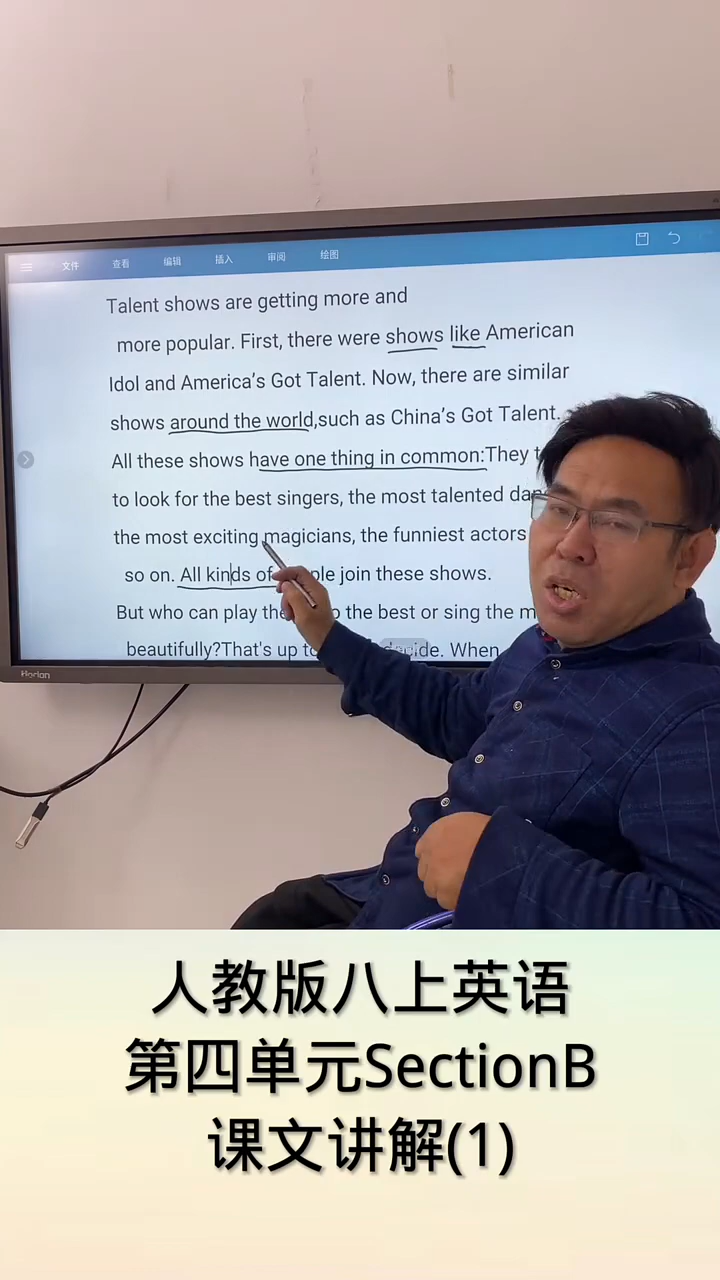 文件 查看 编辑 插入 审阅 绘图
Talent shows are getting more and
more popular. First, there were shows like American
Idol and America's Got Talent. Now, there are similar
shows around the world,such as China's Got Talent.
All these shows have one thing in common:They
to look for the best singers, the most talented
the most exciting magicians, the funniest actors
so on. All kinds of join these shows.
But who can play the the best or sing the
beautifully?That's up decide. When
Horion
人教版八上英语
第四单元SectionB
课文讲解(1)